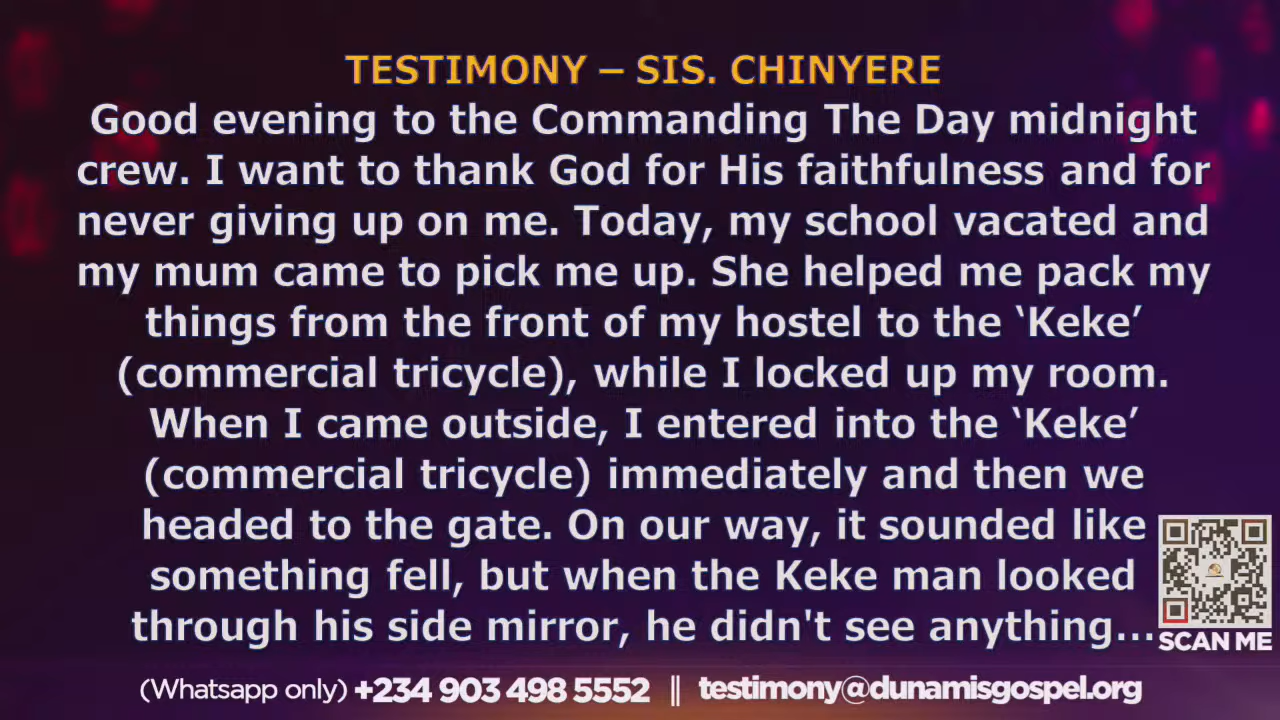 TESTIMONY – SIS. CHINYERE
Good evening to the Commanding The Day midnight
crew. I want to thank God for His faithfulness and for
never giving up on me. Today, my school vacated and
my mum came to pick me up. She helped me pack my
things from the front of my hostel to the ‘Keke’
(commercial tricycle), while I locked up my room.
When I came outside, I entered into the ‘Keke’
(commercial tricycle) immediately and then we
headed to the gate. On our way, it sounded like
something fell, but when the Keke man looked
through his side mirror, he didn't see anything...
SCAN ME
(Whatsapp only) +234 903 498 5552 || testimony@dunamisgospel.org